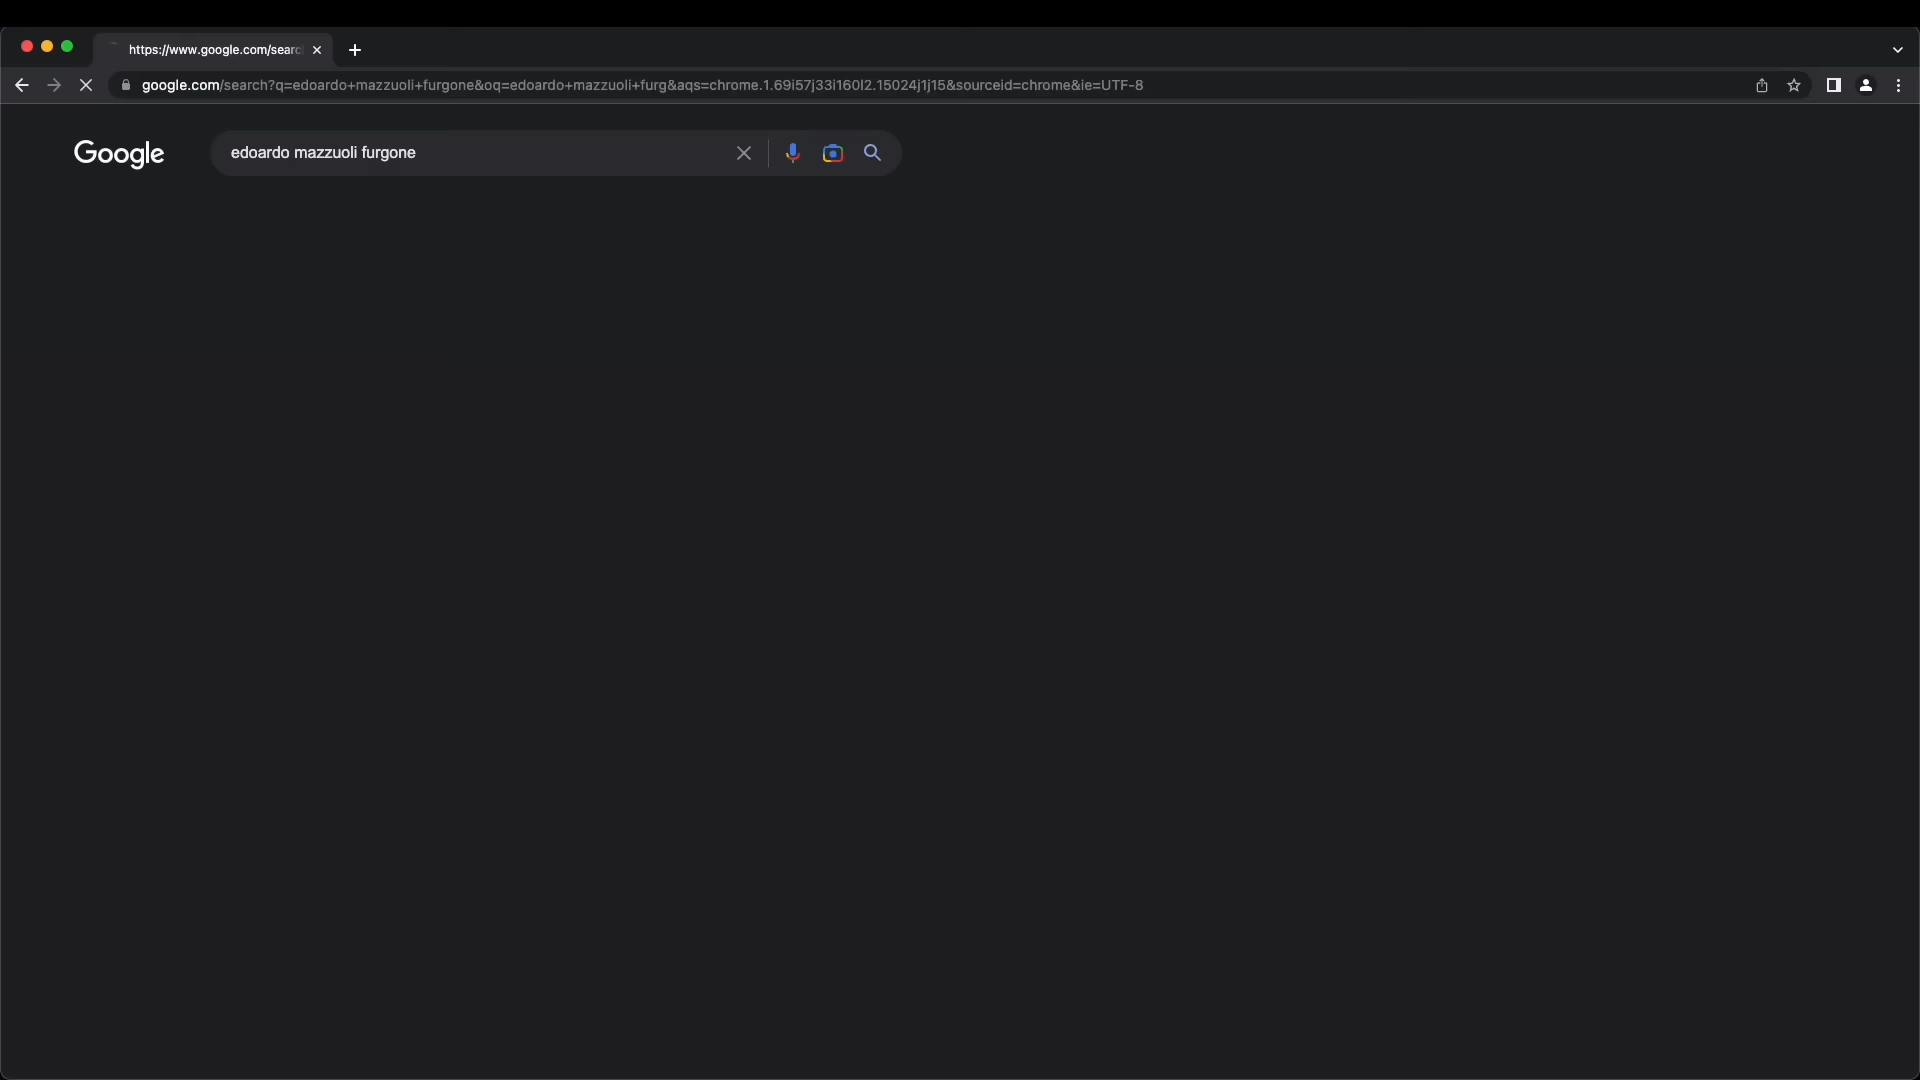 https://www.google.com/searc
google.com/search?q=edoardo+mazzuoli+furgone&oq=edoardo+mazzuoli+furg&aqs=chrome.1.69i57j33i160l2.15024j1j15&sourceid=chrome&ie=UTF-8
Google
edoardo mazzuoli furgone